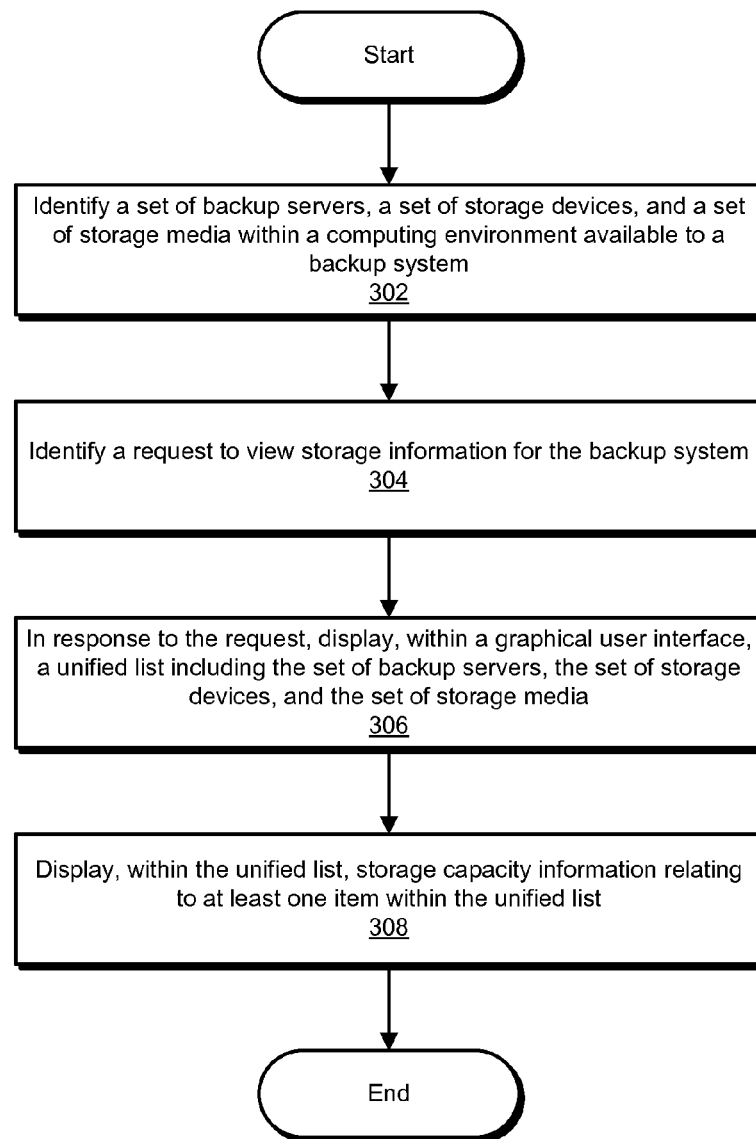 Start
Identify a set of backup servers, a set of storage devices, and a set
of storage media within a computing environment available to a
backup system
302
Identify a request to view storage information for the backup system
304
In response to the request, display, within a graphical user interface,
a unified list including the set of backup servers, the set of storage
devices, and the set of storage media
306
Display, within the unified list, storage capacity information relating
to at least one item within the unified list
308
End